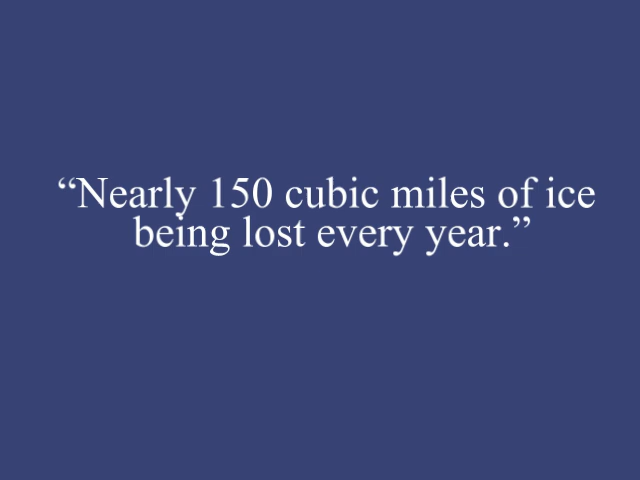 “Nearly 150 cubic miles of ice
being lost every year.”